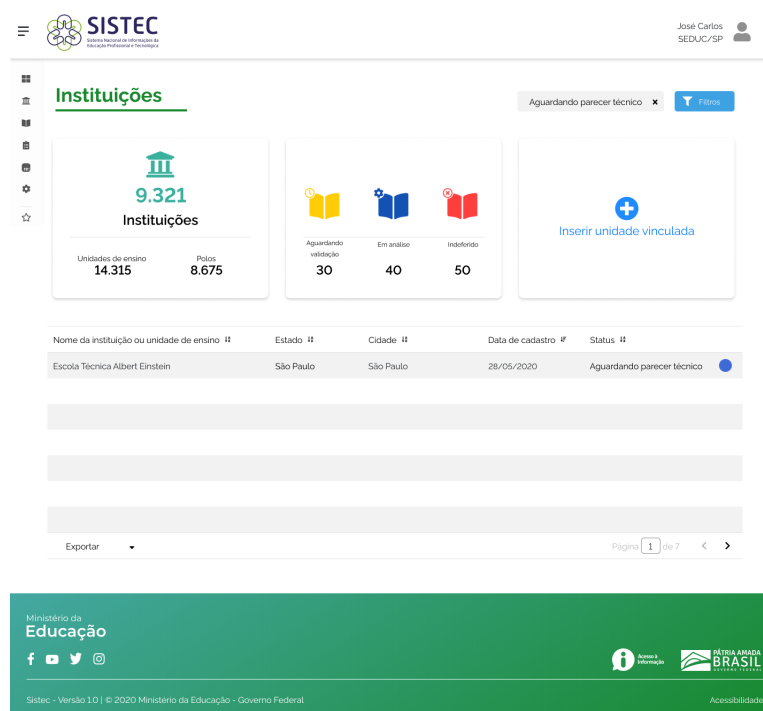 SISTEC
Sistema Nacional de Informações da
Educação Profissional e Tecnológica
José Carlos
SEDUC/SP
Instituições
Aguardando parecer técnico
Filtros
9.321
Instituições
Unidades de ensino
14.315
Polos
8.675
Aguardando
validação
30
Em análise
40
Indeferido
50
Inserir unidade vinculada
Nome da instituição ou unidade de ensino Estado Cidade Data de cadastro Status
Escola Técnica Albert Einstein São Paulo São Paulo 28/05/2020 Aguardando parecer técnico
Exportar
Página 1 de 7
Ministério da
Educação
Acesso à
Informação
PÁTRIA AMADA
BRASIL
GOVERNO FEDERAL
Sistec - Versão 1.0 | © 2020 Ministério da Educação - Governo Federal
Acessibilidade